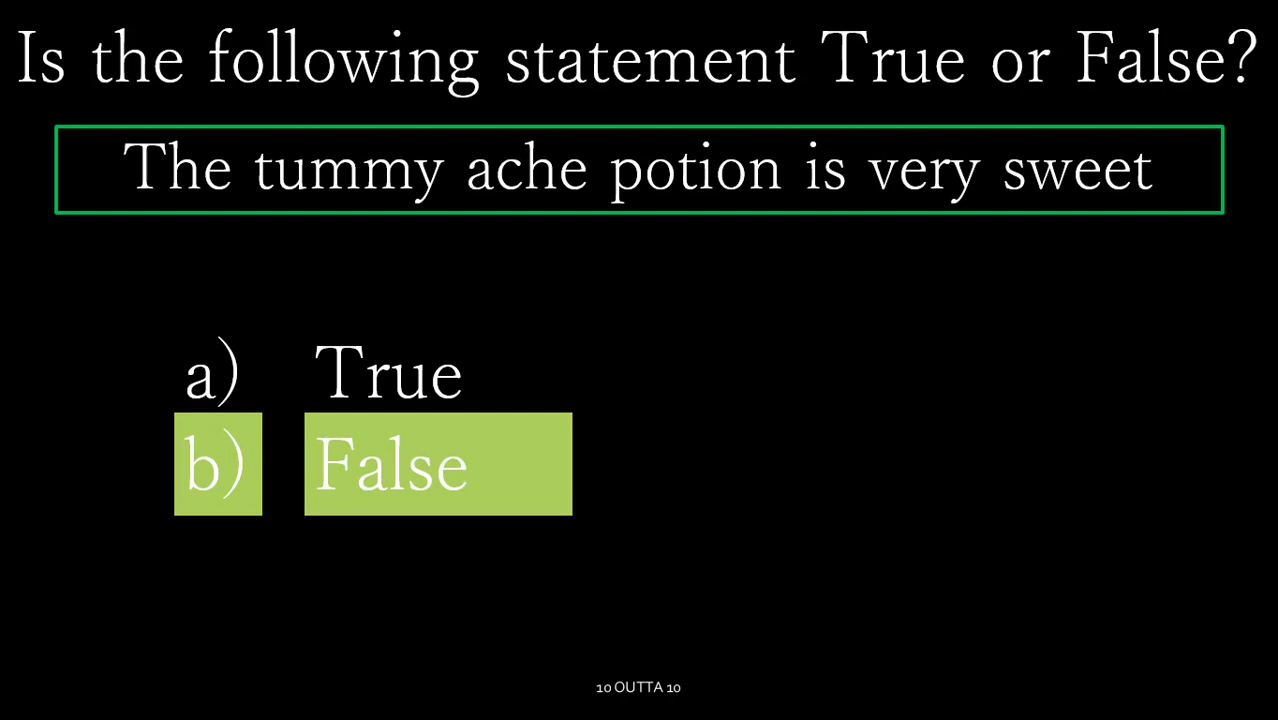 Is the following statement True or False?
The tummy ache potion is very sweet
a) True
b) False
10 OUTTA 10